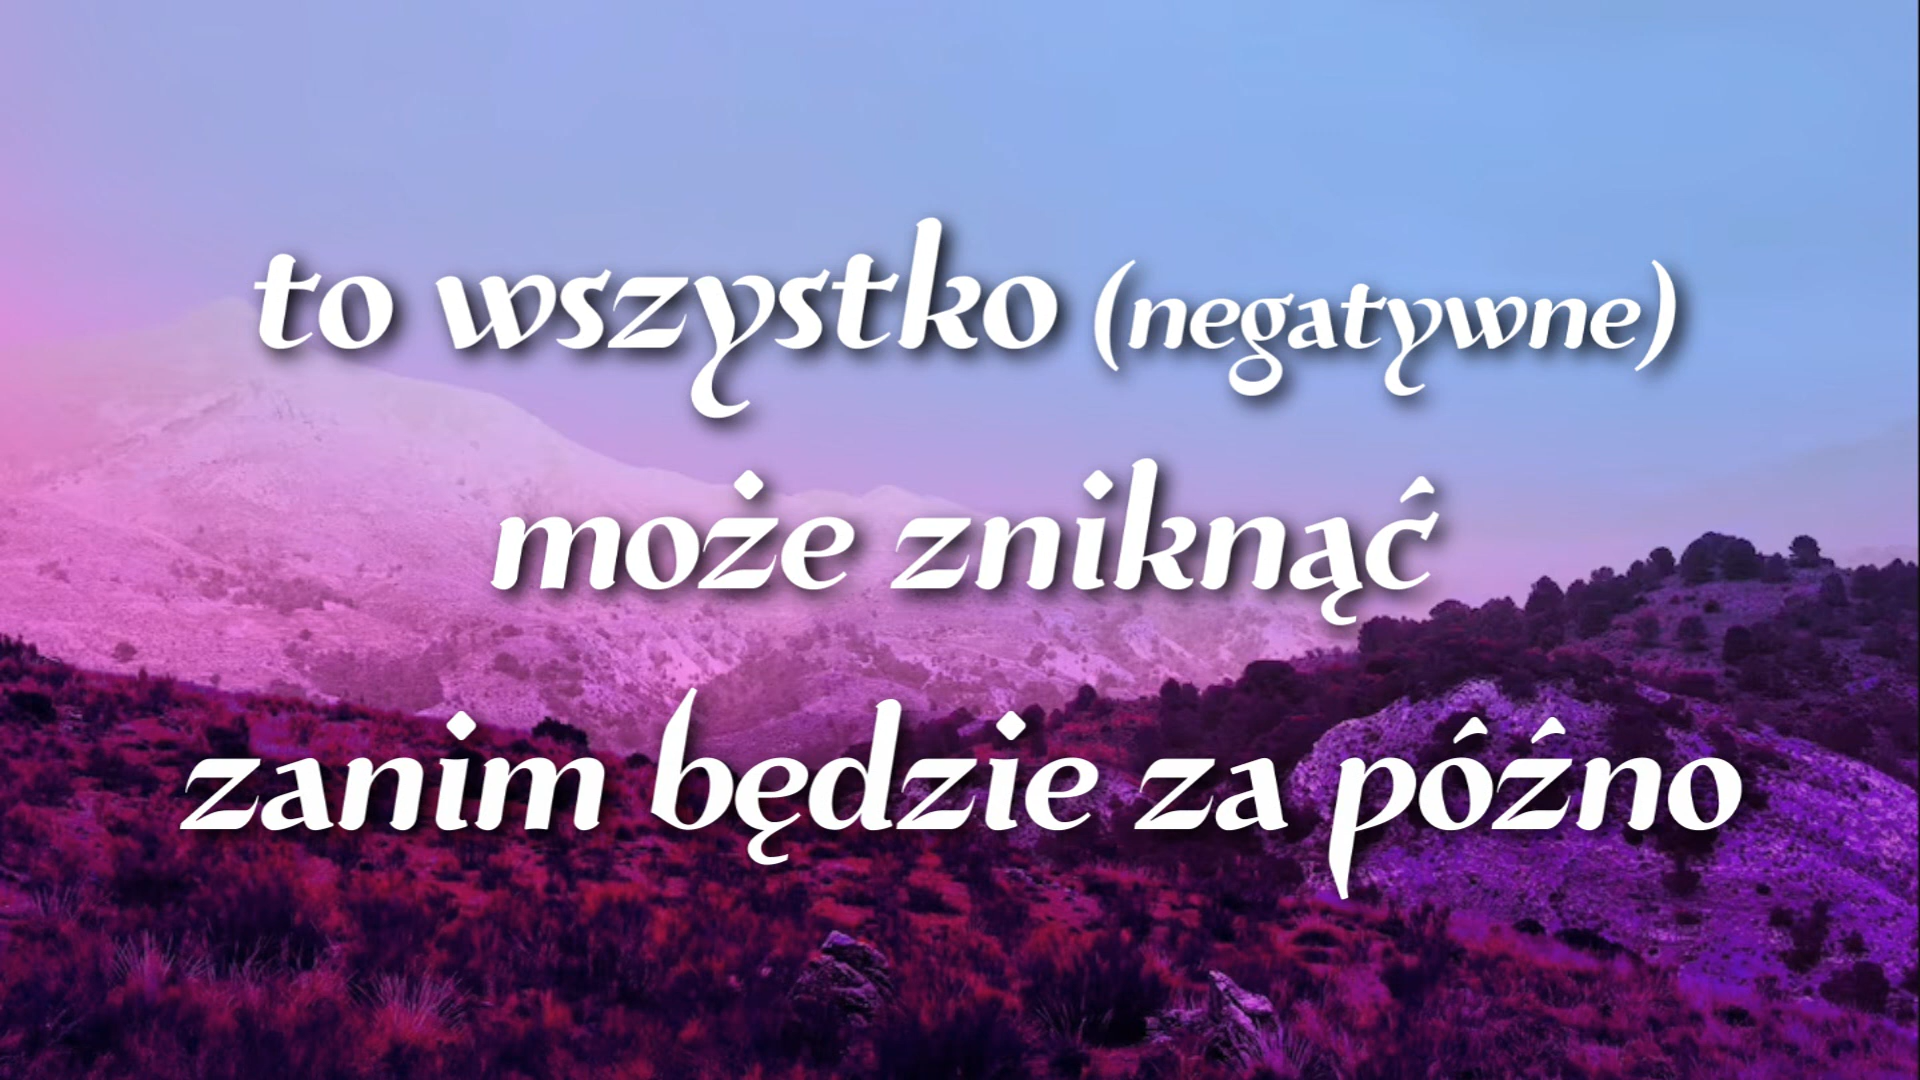 to wszystko (negatywne)
może zniknąć
zanim będzie za późno